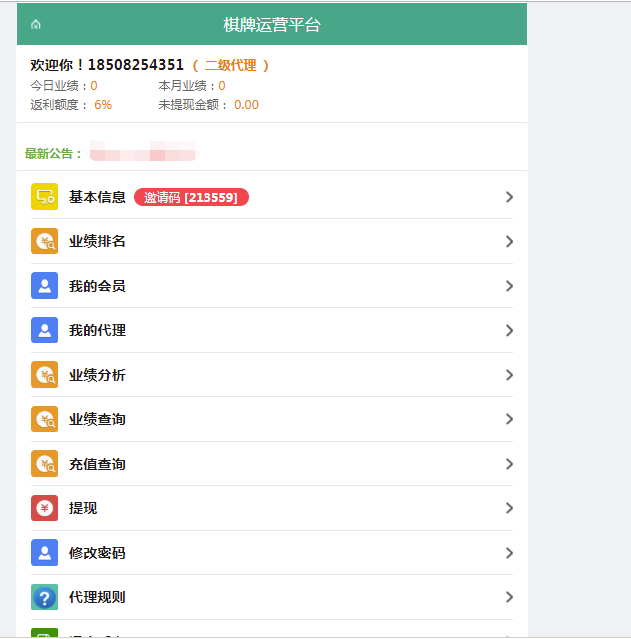 棋牌运营平台
欢迎你！18508254351 （ 二级代理 ）
今日业绩：0 本月业绩：0
返利额度： 6% 未提现金额： 0.00
最新公告：
基本信息 邀请码 [213559]
业绩排名
我的会员
我的代理
业绩分析
业绩查询
充值查询
提现
修改密码
代理规则